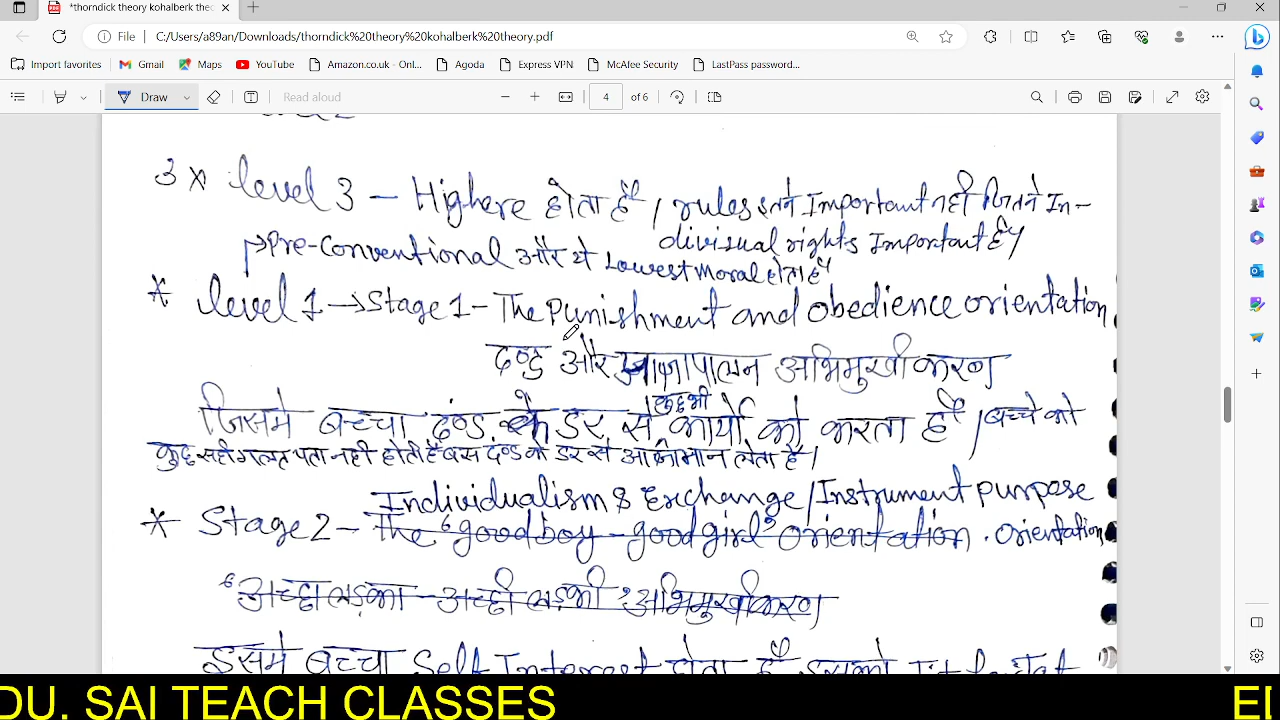 *thorndick theory kohalberk the
File C:/Users/a89an/Downloads/thorndick%20theory%20kohalberk%20theory.pdf
Import favorites Gmail Maps YouTube Amazon.co.uk - Onl... Agoda Express VPN McAfee Security LastPass password...
Draw Read aloud 4 of 6
3 x level 3 - Highere होता है / rules इतने Important नही जितने In-
divisual rights Important है
Pre-Conventional और ये Lowest Moral होता है
* level 1 → Stage 1 - The Punishment and obedience orientation
दण्ड और आज्ञापालन अभिमुखीकरण
कुछ भी
जिसमे बच्चा दण्ड के डर से कार्यो को करता है / बच्चे को
कुछ सही गलत पता नही होती है बस दण्ड के डर से आज्ञा मान लेता है।
Individualism & Exchange / Instrument purpose
* Stage 2 - The "good boy - good girl" orientation. Orientation
"अच्छा लड़का - अच्छी लड़की" अभिमुखीकरण
इसमे बच्चा Self Interest होता है
DU. SAI TEACH CLASSES